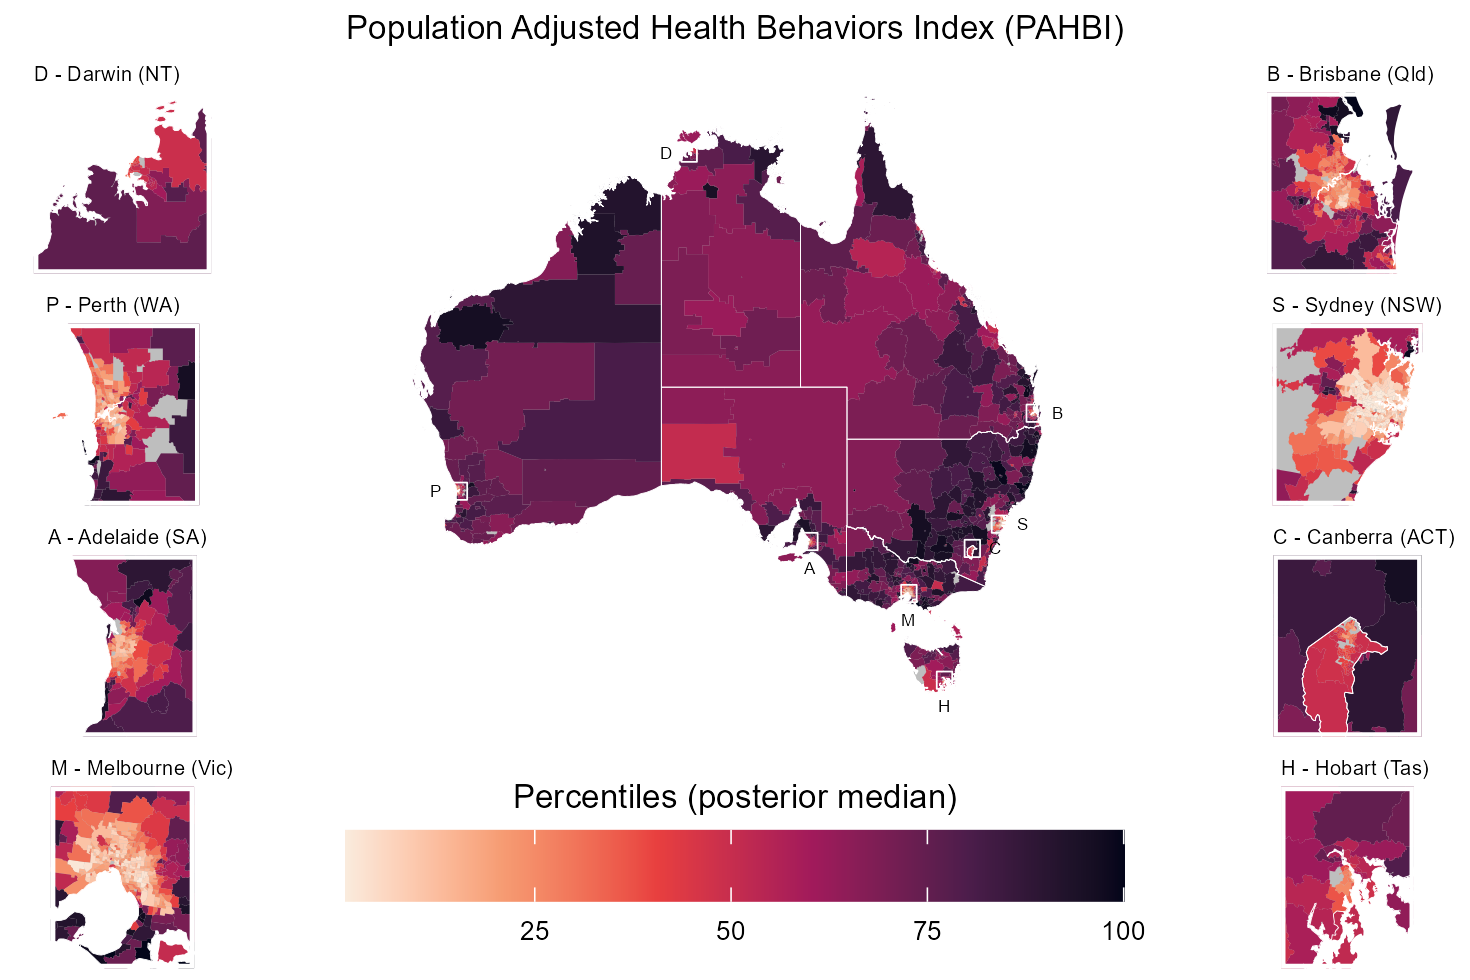 Population Adjusted Health Behaviors Index (PAHBI)
D - Darwin (NT)
B - Brisbane (Qld)
P - Perth (WA)
S - Sydney (NSW)
A - Adelaide (SA)
C - Canberra (ACT)
M - Melbourne (Vic)
H - Hobart (Tas)
D
B
P
S
C
A
M
H
Percentiles (posterior median)
25 50 75 100